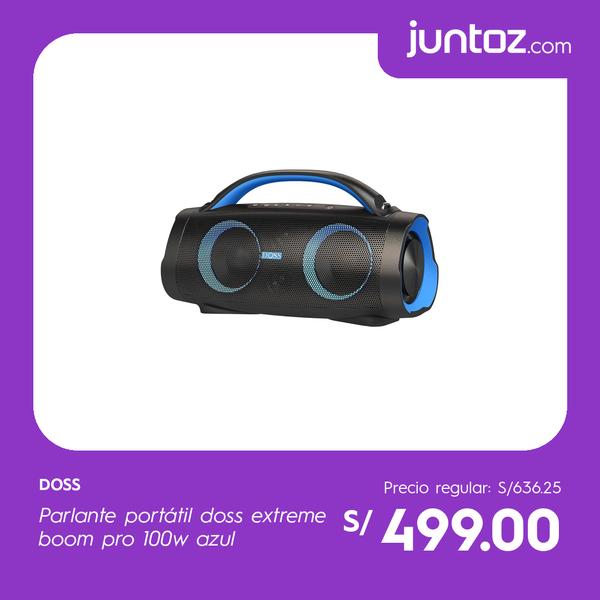 juntoz.com
DOSS
DOSS
Parlante portátil doss extreme
boom pro 100w azul
Precio regular: S/636.25
S/ 499.00